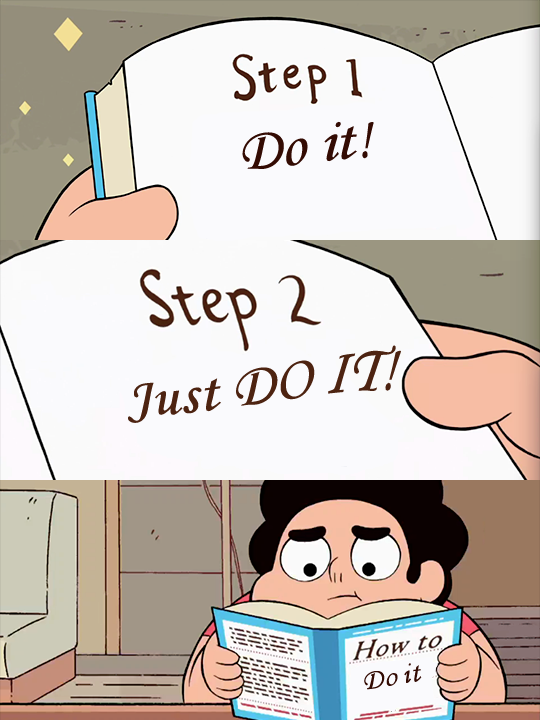 Step 1
Do it!
Step 2
Just DO IT!
How to
Do it